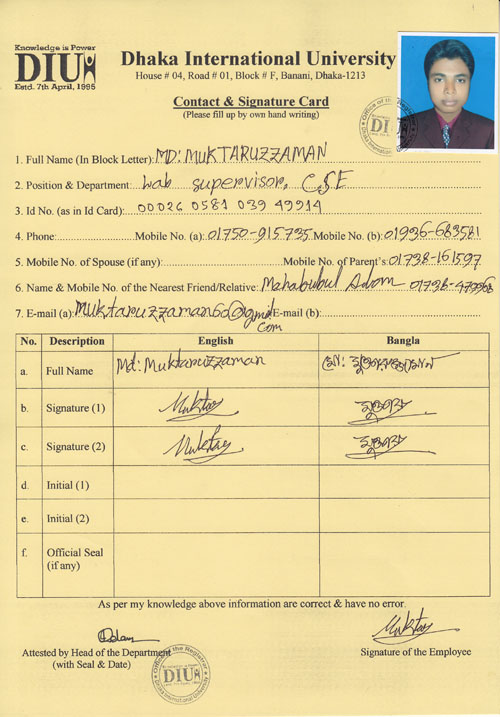 Knowledge is Power
DIU
Estd. 7th April, 1995
Dhaka International University
House # 04, Road # 01, Block # F, Banani, Dhaka-1213
Contact & Signature Card
(Please fill up by own hand writing)
1. Full Name (In Block Letter): MD: MUKTARUZZAMAN
2. Position & Department: Lab supervisor, CSE
3. Id No. (as in Id Card): 00026 0581 039 49914
4. Phone: Mobile No. (a): 01750-915735 Mobile No. (b): 01936-683581
5. Mobile No. of Spouse (if any): Mobile No. of Parent's: 01738-161597
6. Name & Mobile No. of the Nearest Friend/Relative: Mahabubul Adom
7. E-mail (a): muktaruzzaman60@gmail. E-mail (b):
com
No. Description English Bangla
a. Full Name Md: Muktaruzzaman মো: মুক্তারুজ্জামান
b. Signature (1) Muktar মুক্তার
c. Signature (2) Muktar মুক্তার
d. Initial (1)
e. Initial (2)
f. Official Seal
(if any)
As per my knowledge above information are correct & have no error.
Muktar
Attested by Head of the Department Signature of the Employee
(with Seal & Date)
Office of the Registrar
DIU
Dhaka International University